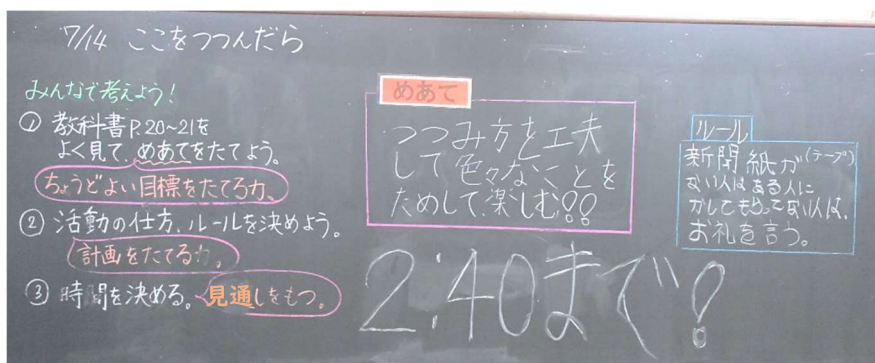 7/14 ここをつつんだら
みんなで考えよう!
① 教科書P.20~21を
よく見て、めあてをたてよう。
ちょうどよい目標をたてる力。
② 活動の仕方、ルールを決めよう。
計画をたてる力。
③ 時間を決める。
見通しをもつ。
めあて
つつみ方を工夫
して色々なことを
ためして、楽しむ!!
2:40まで!
ルール
新聞紙が(テープ)
ない人は ある人に
かしてもらってない人は、
お礼を言う。